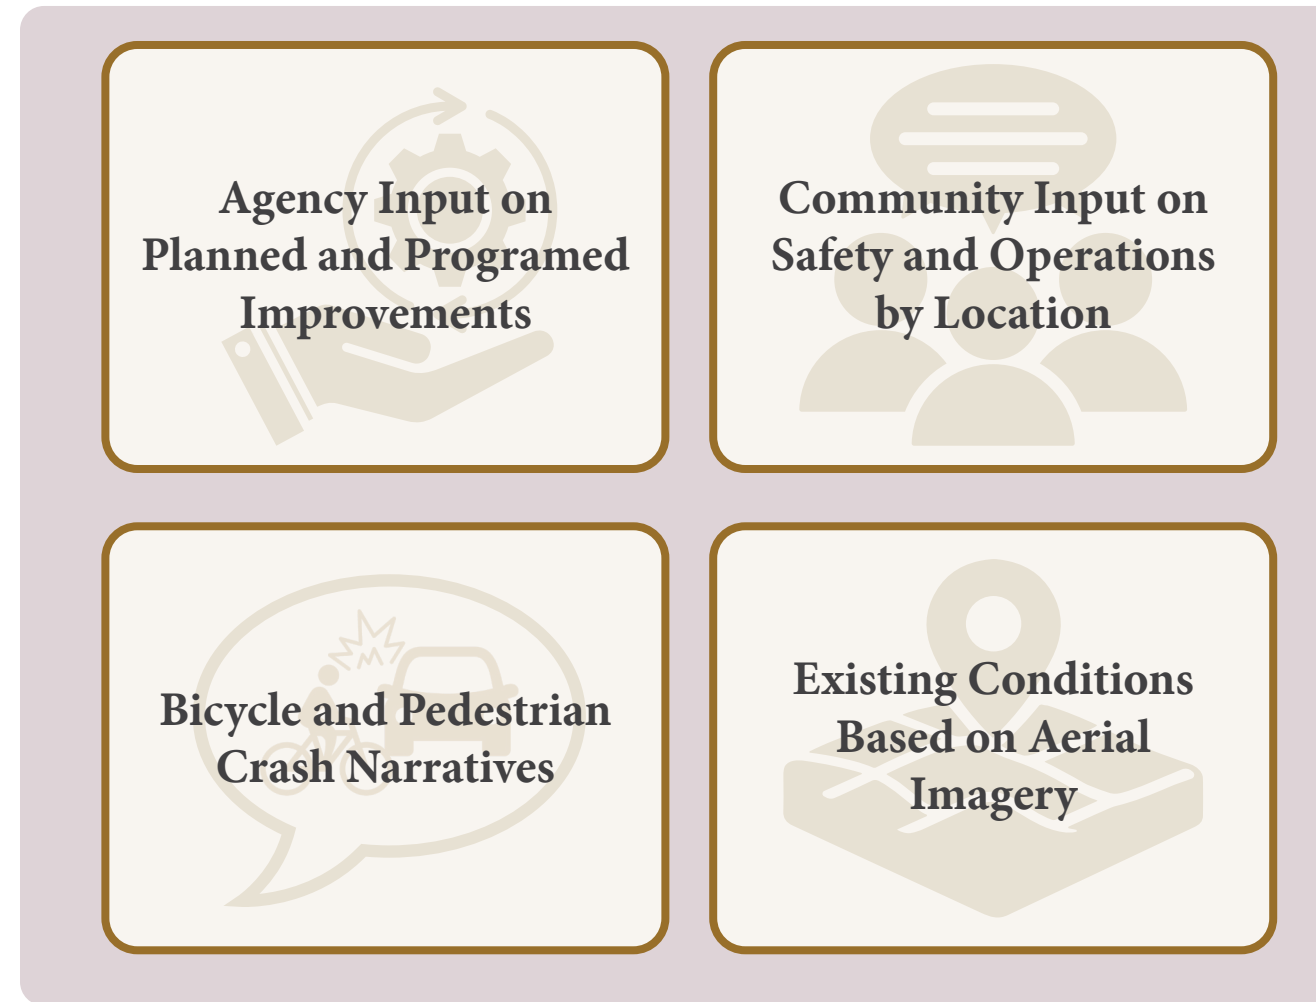 Agency Input on
Planned and Programed
Improvements
Community Input on
Safety and Operations
by Location
Bicycle and Pedestrian
Crash Narratives
Existing Conditions
Based on Aerial
Imagery